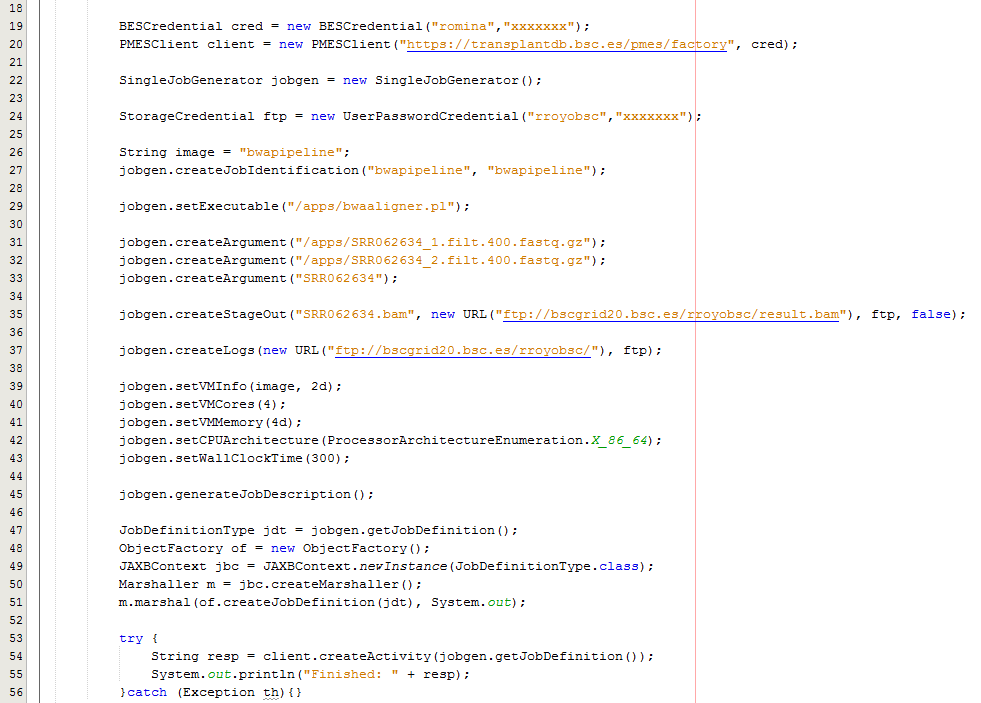 18
19 BESCredential cred = new BESCredential("romina","xxxxxxx");
20 PMESClient client = new PMESClient("https://transplantdb.bsc.es/pmes/factory", cred);
21
22 SingleJobGenerator jobgen = new SingleJobGenerator();
23
24 StorageCredential ftp = new UserPasswordCredential("rroyobsc","xxxxxxx");
25
26 String image = "bwapipeline";
27 jobgen.createJobIdentification("bwapipeline", "bwapipeline");
28
29 jobgen.setExecutable("/apps/bwaaligner.pl");
30
31 jobgen.createArgument("/apps/SRR062634_1.filt.400.fastq.gz");
32 jobgen.createArgument("/apps/SRR062634_2.filt.400.fastq.gz");
33 jobgen.createArgument("SRR062634");
34
35 jobgen.createStageOut("SRR062634.bam", new URL("ftp://bscgrid20.bsc.es/rroyobsc/result.bam"), ftp, false);
36
37 jobgen.createLogs(new URL("ftp://bscgrid20.bsc.es/rroyobsc/"), ftp);
38
39 jobgen.setVMInfo(image, 2d);
40 jobgen.setVMCores(4);
41 jobgen.setVMMemory(4d);
42 jobgen.setCPUArchitecture(ProcessorArchitectureEnumeration.X_86_64);
43 jobgen.setWallClockTime(300);
44
45 jobgen.generateJobDescription();
46
47 JobDefinitionType jdt = jobgen.getJobDefinition();
48 ObjectFactory of = new ObjectFactory();
49 JAXBContext jbc = JAXBContext.newInstance(JobDefinitionType.class);
50 Marshaller m = jbc.createMarshaller();
51 m.marshal(of.createJobDefinition(jdt), System.out);
52
53 try {
54 String resp = client.createActivity(jobgen.getJobDefinition());
55 System.out.println("Finished: " + resp);
56 }catch (Exception th){}